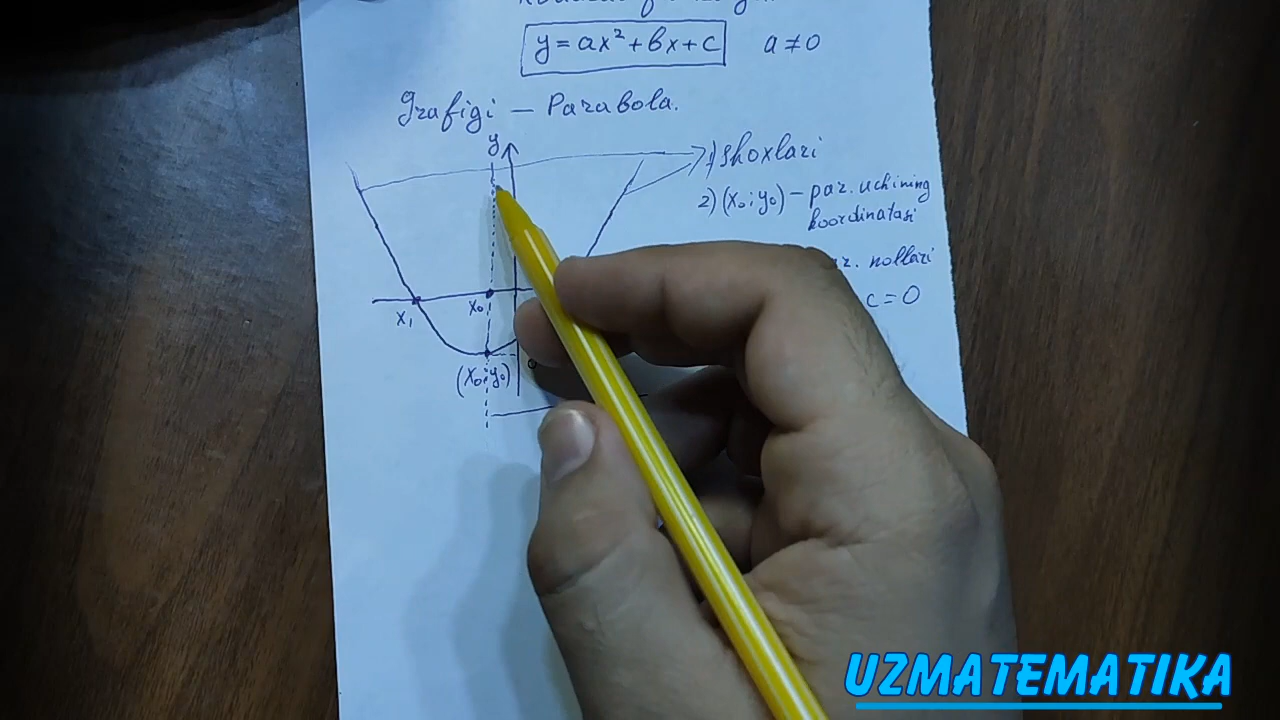 y = ax² + bx + c   a ≠ 0
Grafigi — Parabola.
y
1) Shoxlari
2) (x₀; y₀) — par. uchining
koordinatasi
nollari
c = 0
x₁
x₀
(x₀; y₀)
UZMATEMATIKA